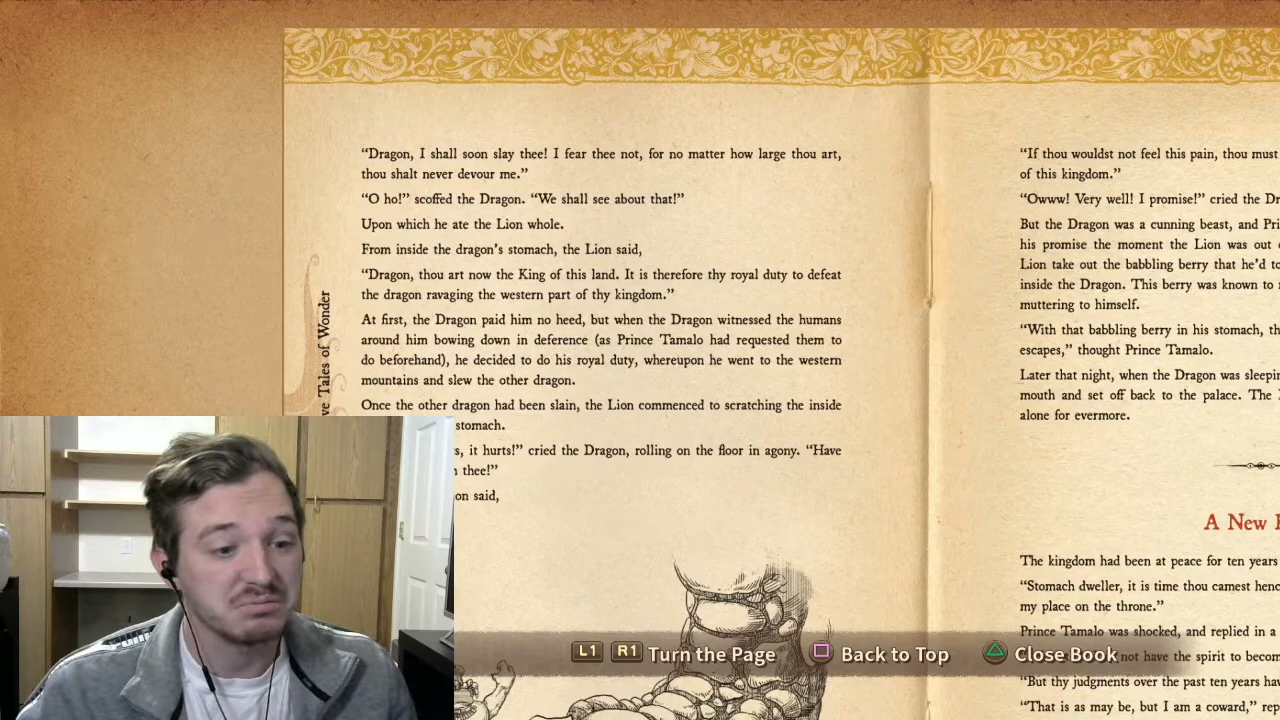 “Dragon, I shall soon slay thee! I fear thee not, for no matter how large thou art,
thou shalt never devour me.”
“O ho!” scoffed the Dragon. “We shall see about that!”
Upon which he ate the Lion whole.
From inside the dragon's stomach, the Lion said,
“Dragon, thou art now the King of this land. It is therefore thy royal duty to defeat
the dragon ravaging the western part of thy kingdom.”
At first, the Dragon paid him no heed, but when the Dragon witnessed the humans
around him bowing down in deference (as Prince Tamalo had requested them to
do beforehand), he decided to do his royal duty, whereupon he went to the western
mountains and slew the other dragon.
Once the other dragon had been slain, the Lion commenced to scratching the inside
stomach.
s, it hurts!” cried the Dragon, rolling on the floor in agony. “Have
thee!”
on said,
ve Tales of Wonder
“If thou wouldst not feel this pain, thou must
of this kingdom.”
“Owww! Very well! I promise!” cried the Dr
But the Dragon was a cunning beast, and Pri
his promise the moment the Lion was out
Lion take out the babbling berry that he'd to
inside the Dragon. This berry was known to
muttering to himself.
“With that babbling berry in his stomach, th
escapes,” thought Prince Tamalo.
Later that night, when the Dragon was sleepin
mouth and set off back to the palace. The
alone for evermore.
A New
The kingdom had been at peace for ten years
“Stomach dweller, it is time thou camest henc
my place on the throne.”
Prince Tamalo was shocked, and replied in a
not have the spirit to becom
“But thy judgments over the past ten years hav
“That is as may be, but I am a coward,” rep
L1 R1 Turn the Page Back to Top Close Book